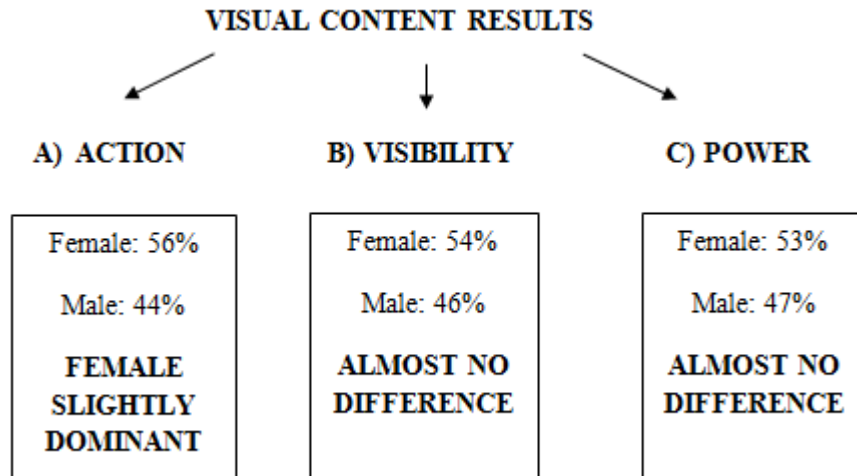 VISUAL CONTENT RESULTS
A) ACTION
B) VISIBILITY
C) POWER
Female: 56%
Male: 44%
FEMALE
SLIGHTLY
DOMINANT
Female: 54%
Male: 46%
ALMOST NO
DIFFERENCE
Female: 53%
Male: 47%
ALMOST NO
DIFFERENCE